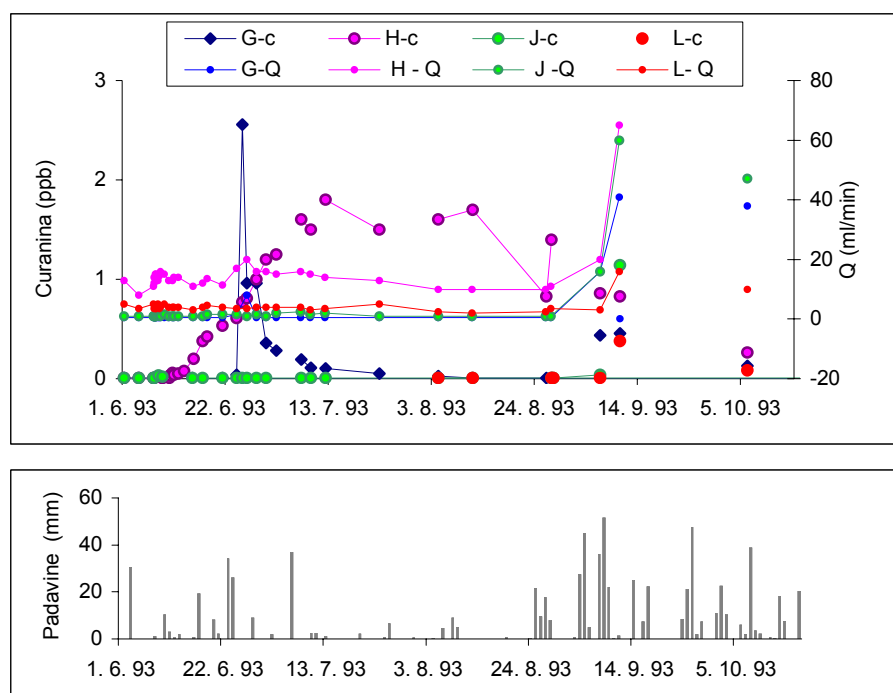 G-c H-c J-c L-c
G-Q H - Q J -Q L- Q
3 80
60
2 40
20
1 0
0 -20
Curanina (ppb)
Q (ml/min)
1. 6. 93 22. 6. 93 13. 7. 93 3. 8. 93 24. 8. 93 14. 9. 93 5. 10. 93
60
40
20
0
Padavine (mm)
1. 6. 93 22. 6. 93 13. 7. 93 3. 8. 93 24. 8. 93 14. 9. 93 5. 10. 93